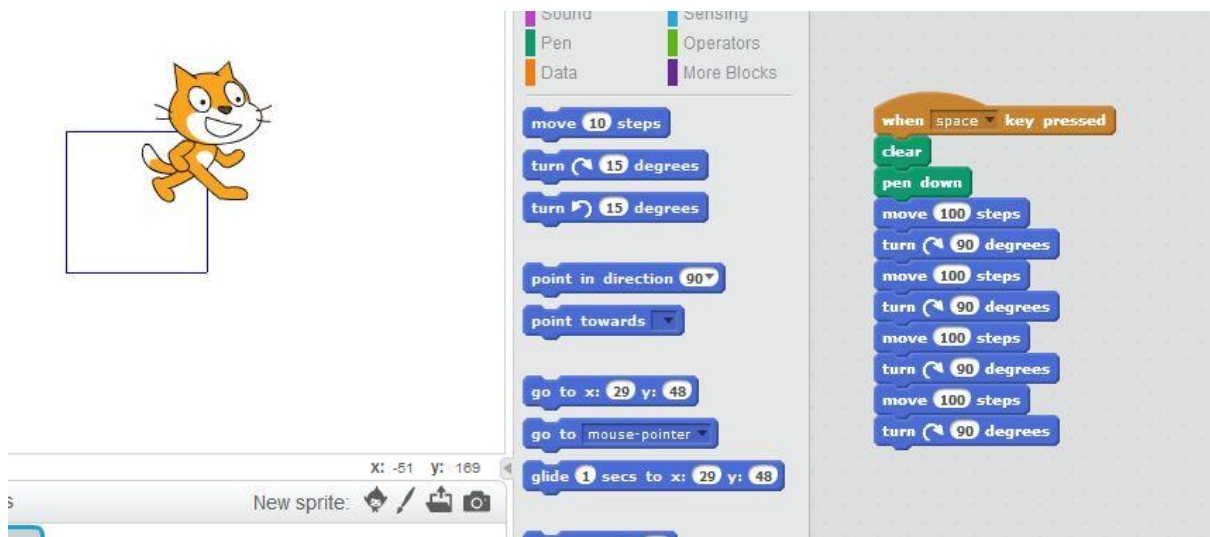 Sound Sensing
Pen Operators
Data More Blocks
move 10 steps
turn 15 degrees
turn 15 degrees
point in direction 90
point towards
go to x: 29 y: 48
go to mouse-pointer
glide 1 secs to x: 29 y: 48
X: -51 y: 169
New sprite:
when space key pressed
clear
pen down
move 100 steps
turn 90 degrees
move 100 steps
turn 90 degrees
move 100 steps
turn 90 degrees
move 100 steps
turn 90 degrees